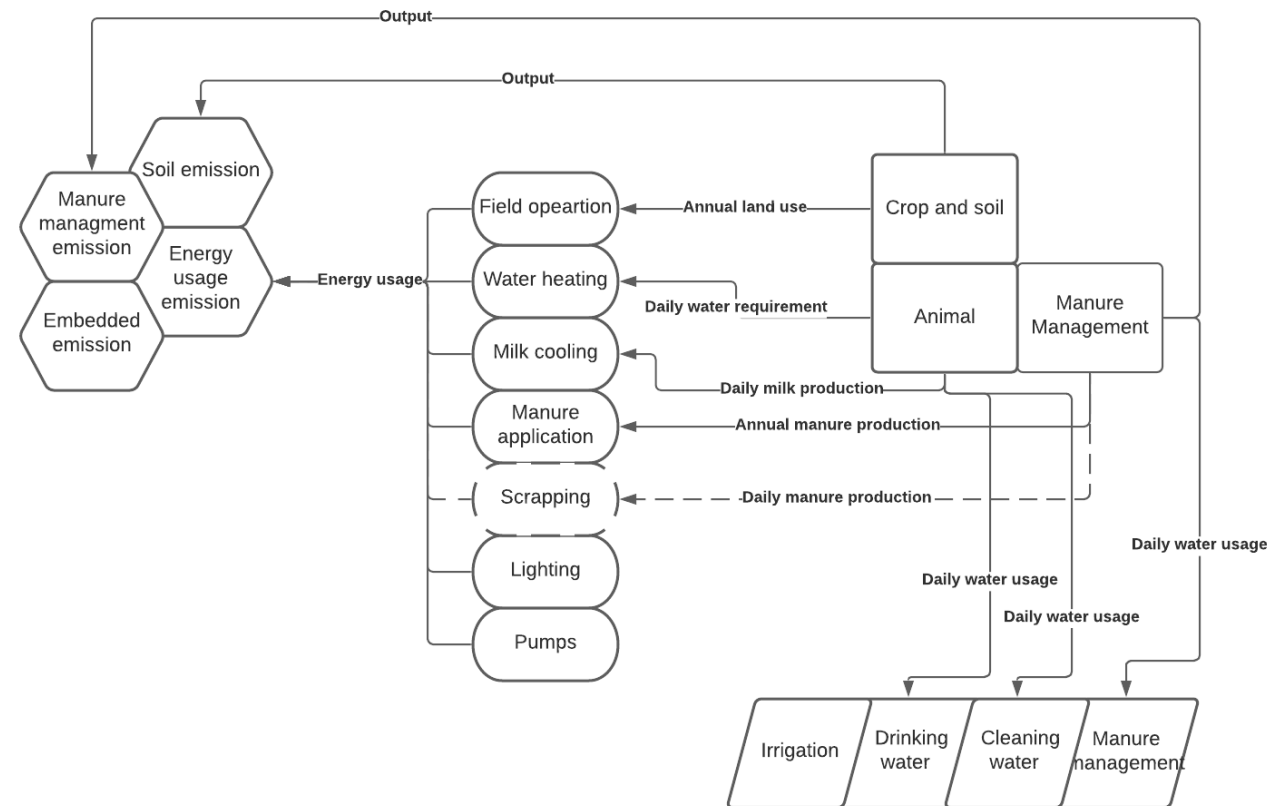 Output
Output
Soil emission
Manure
managment
emission
Energy
usage
emission
Embedded
emission
Energy usage
Field opeartion
Water heating
Milk cooling
Manure
application
Scrapping
Lighting
Pumps
Annual land use
Daily water requirement
Daily milk production
Annual manure production
Daily manure production
Crop and soil
Animal
Manure
Management
Daily water usage
Daily water usage
Daily water usage
Irrigation
Drinking
water
Cleaning
water
Manure
nanagement